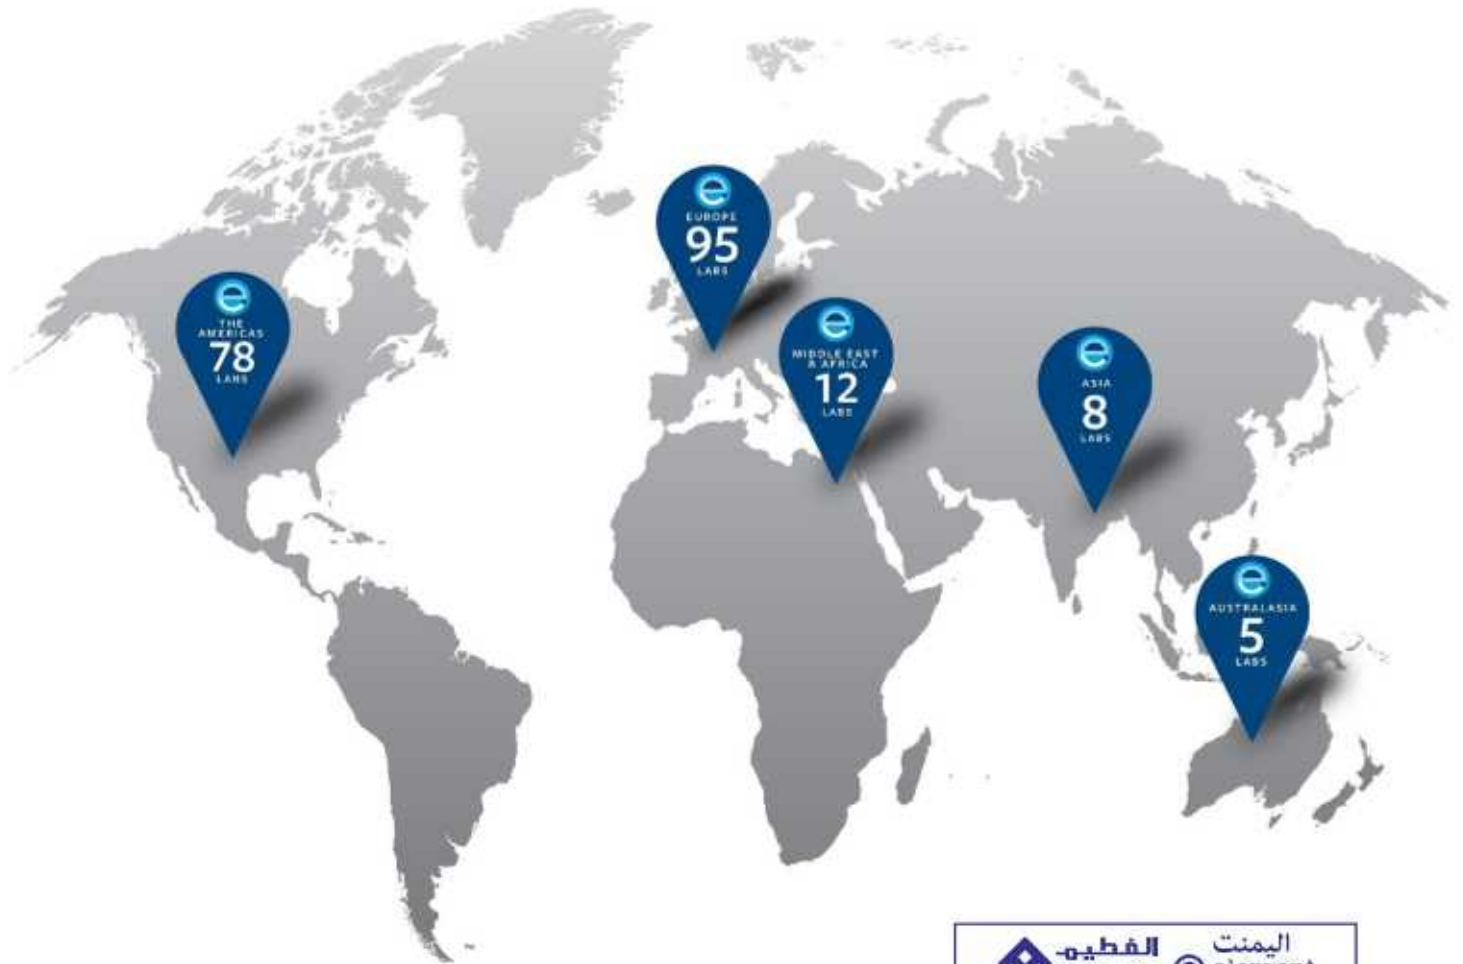 e
EUROPE
95
LABS
e
THE
AMERICAS
78
LABS
e
MIDDLE EAST
& AFRICA
12
LABS
e
ASIA
8
LABS
e
AUSTRALASIA
5
LABS
اليمنت
الفطيم